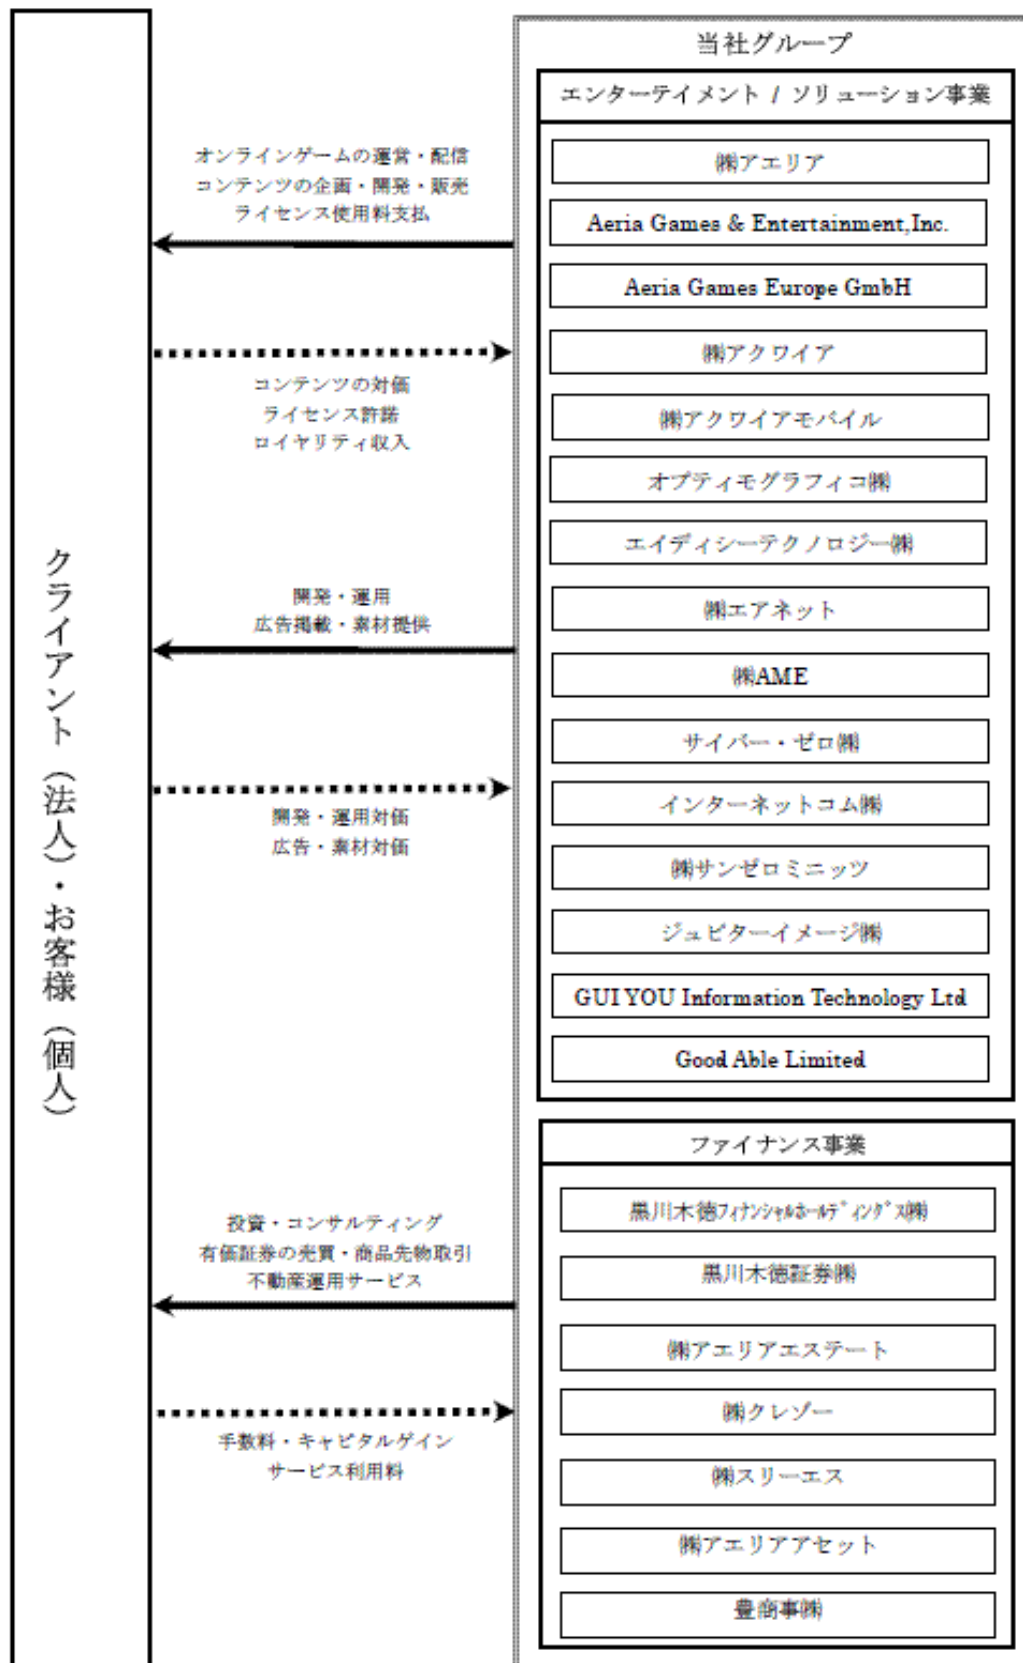 クライアント（法人）・お客様（個人）
オンラインゲームの運営・配信
コンテンツの企画・開発・販売
ライセンス使用料支払
コンテンツの対価
ライセンス許諾
ロイヤリティ収入
開発・運用
広告掲載・素材提供
開発・運用対価
広告・素材対価
投資・コンサルティング
有価証券の売買・商品先物取引
不動産運用サービス
手数料・キャピタルゲイン
サービス利用料
当社グループ
エンターテイメント / ソリューション事業
㈱アエリア
Aeria Games & Entertainment,Inc.
Aeria Games Europe GmbH
㈱アクワイア
㈱アクワイアモバイル
オプティモグラフィコ㈱
エイディシーテクノロジー㈱
㈱エアネット
㈱AME
サイバー・ゼロ㈱
インターネットコム㈱
㈱サンゼロミニッツ
ジュピターイメージ㈱
GUI YOU Information Technology Ltd
Good Able Limited
ファイナンス事業
黒川木徳ﾌｨﾅﾝｼｬﾙﾎｰﾙﾃﾞｨﾝｸﾞｽ㈱
黒川木徳証券㈱
㈱アエリアエステート
㈱クレゾー
㈱スリーエス
㈱アエリアアセット
豊商事㈱